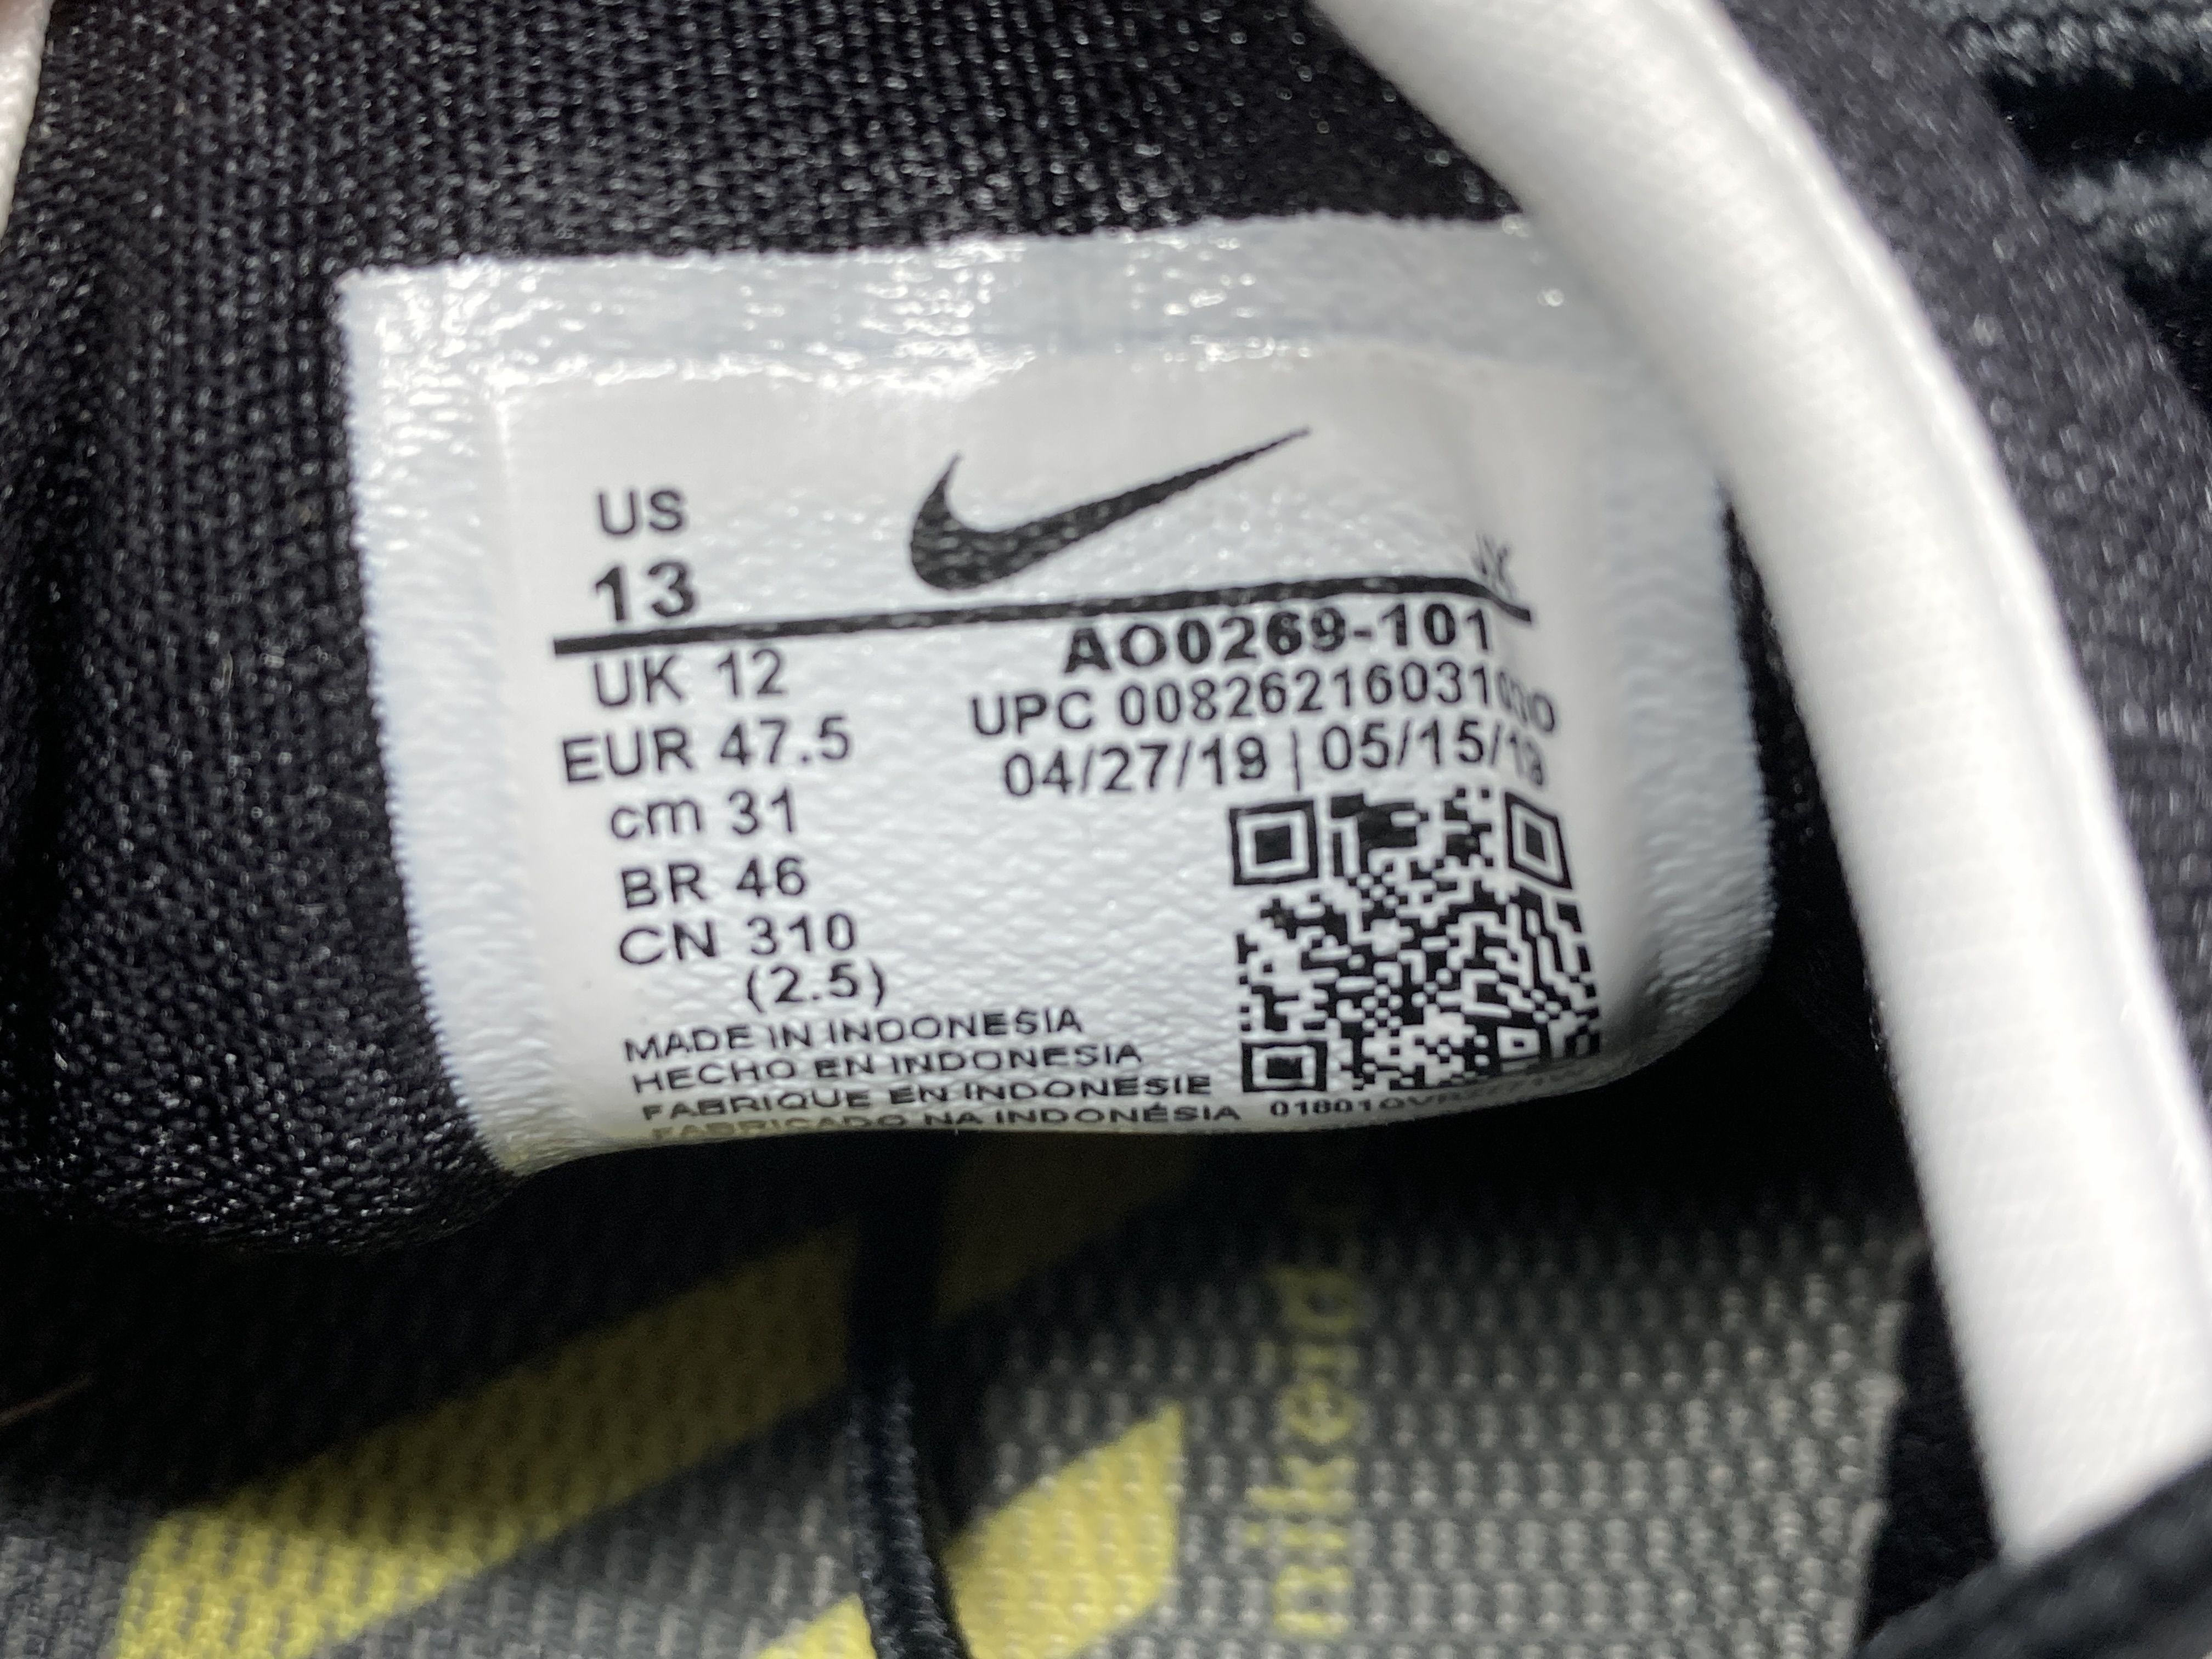 US
13
AO0269-101
UK 12
UPC
EUR 47.5
04/27/19 | 05/15/19
cm 31
BR 46
CN 310
(2.5)
MADE IN INDONESIA
HECHO EN INDONESIA
FABRIQUE EN INDONESIE
FABRICADO NA INDONÉSIA